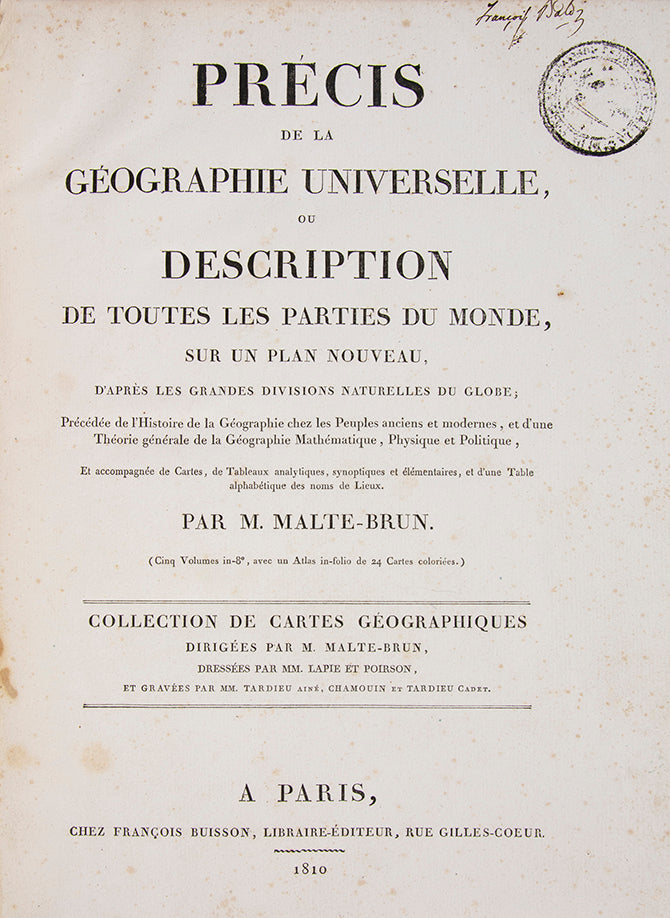 François
PRÉCIS
DE LA
GÉOGRAPHIE UNIVERSELLE,
OU
DESCRIPTION
DE TOUTES LES PARTIES DU MONDE,
SUR UN PLAN NOUVEAU,
D'APRÈS LES GRANDES DIVISIONS NATURELLES DU GLOBE;
Précédée de l'Histoire de la Géographie chez les Peuples anciens et modernes, et d'une
Théorie générale de la Géographie Mathématique, Physique et Politique,
Et accompagnée de Cartes, de Tableaux analytiques, synoptiques et élémentaires, et d'une Table
alphabétique des noms de Lieux.
PAR M. MALTE-BRUN.
(Cinq Volumes in-8°, avec un Atlas in-folio de 24 Cartes coloriées.)
COLLECTION DE CARTES GÉOGRAPHIQUES
DIRIGÉES PAR M. MALTE-BRUN,
DRESSÉES PAR MM. LAPIE ET POIRSON,
ET GRAVÉES PAR MM. TARDIEU AINÉ, CHAMOUIN ET TARDIEU CADET.
A PARIS,
CHEZ FRANÇOIS BUISSON, LIBRAIRE-ÉDITEUR, RUE GILLES-COEUR.
1810